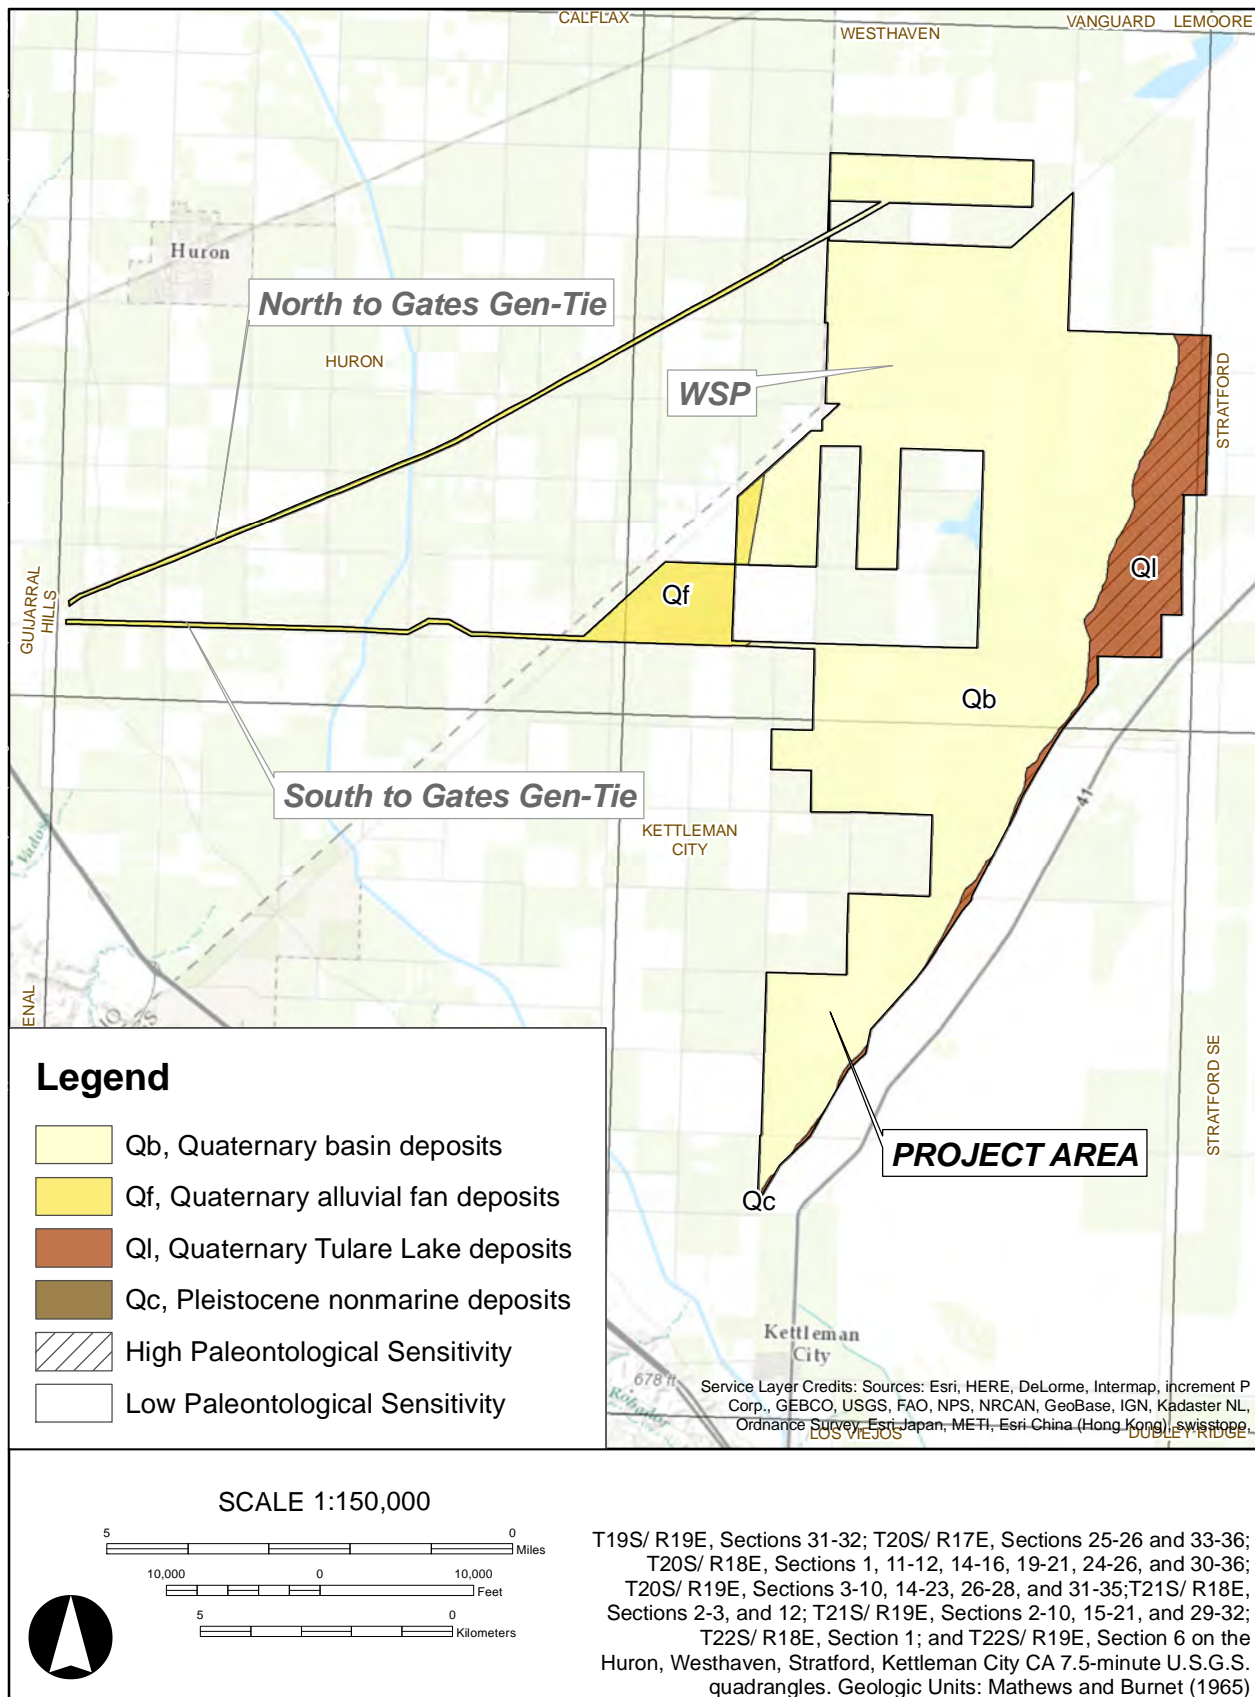 CALFLAX
VANGUARD
LEMOORE
WESTHAVEN
Huron
North to Gates Gen-Tie
HURON
WSP
STRATFORD
GUIJARRAL
HILLS
Ql
Qf
Qb
South to Gates Gen-Tie
41
KETTLEMAN
CITY
ENAL
STRATFORD SE
PROJECT AREA
Qc
Kettleman
City
678 ft
Legend
Qb, Quaternary basin deposits
Qf, Quaternary alluvial fan deposits
Ql, Quaternary Tulare Lake deposits
Qc, Pleistocene nonmarine deposits
High Paleontological Sensitivity
Low Paleontological Sensitivity
Service Layer Credits: Sources: Esri, HERE, DeLorme, Intermap, increment P
Corp., GEBCO, USGS, FAO, NPS, NRCAN, GeoBase, IGN, Kadaster NL,
Ordnance Survey, Esri Japan, METI, Esri China (Hong Kong), swisstopo,
LOS VIEJOS
DUDLEY RIDGE
SCALE 1:150,000
5 0
Miles
10,000 0 10,000
Feet
5 0
Kilometers
T19S/ R19E, Sections 31-32; T20S/ R17E, Sections 25-26 and 33-36;
T20S/ R18E, Sections 1, 11-12, 14-16, 19-21, 24-26, and 30-36;
T20S/ R19E, Sections 3-10, 14-23, 26-28, and 31-35;T21S/ R18E,
Sections 2-3, and 12; T21S/ R19E, Sections 2-10, 15-21, and 29-32;
T22S/ R18E, Section 1; and T22S/ R19E, Section 6 on the
Huron, Westhaven, Stratford, Kettleman City CA 7.5-minute U.S.G.S.
quadrangles. Geologic Units: Mathews and Burnet (1965)